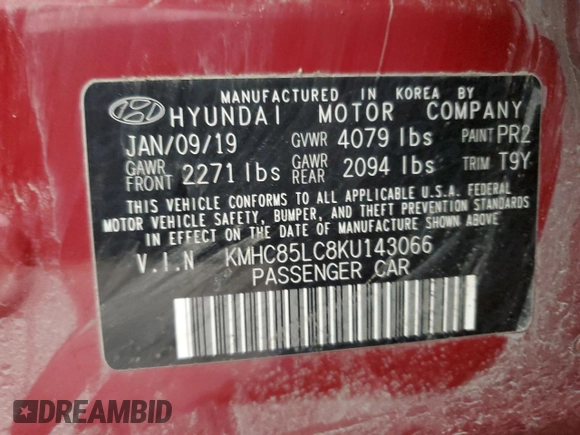 MANUFACTURED IN KOREA BY
HYUNDAI MOTOR COMPANY
JAN/09/19 GVWR 4079 lbs PAINT PR2
GAWR FRONT 2271 lbs GAWR REAR 2094 lbs TRIM T9Y
THIS VEHICLE CONFORMS TO ALL APPLICABLE U.S.A. FEDERAL
MOTOR VEHICLE SAFETY, BUMPER, AND THEFT PREVENTION
STANDARDS IN EFFECT ON THE DATE OF MANUFACTURE SHOWN ABOVE
V.I.N KMHC85LC8KU143066
PASSENGER CAR
DREAMBID